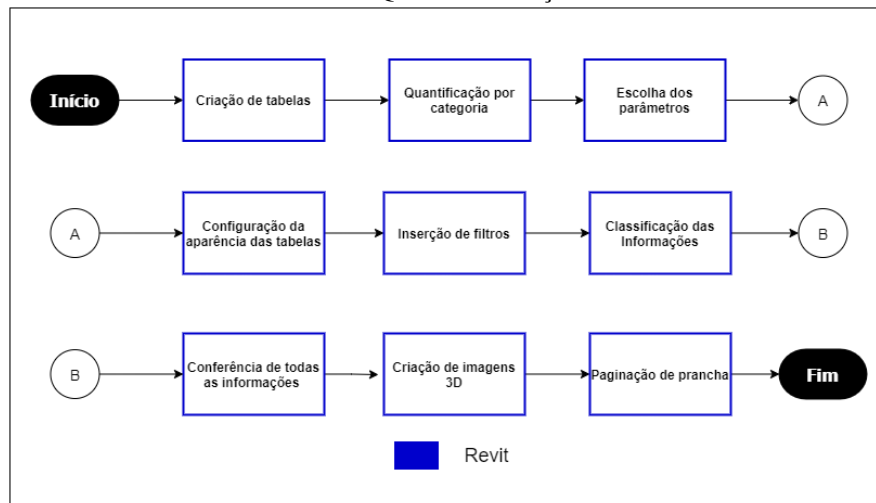 Início
Criação de tabelas
Quantificação por
categoria
Escolha dos
parâmetros
A
A
Configuração da
aparência das tabelas
Inserção de filtros
Classificação das
Informações
B
B
Conferência de todas
as informações
Criação de imagens
3D
Paginação de prancha
Fim
Revit